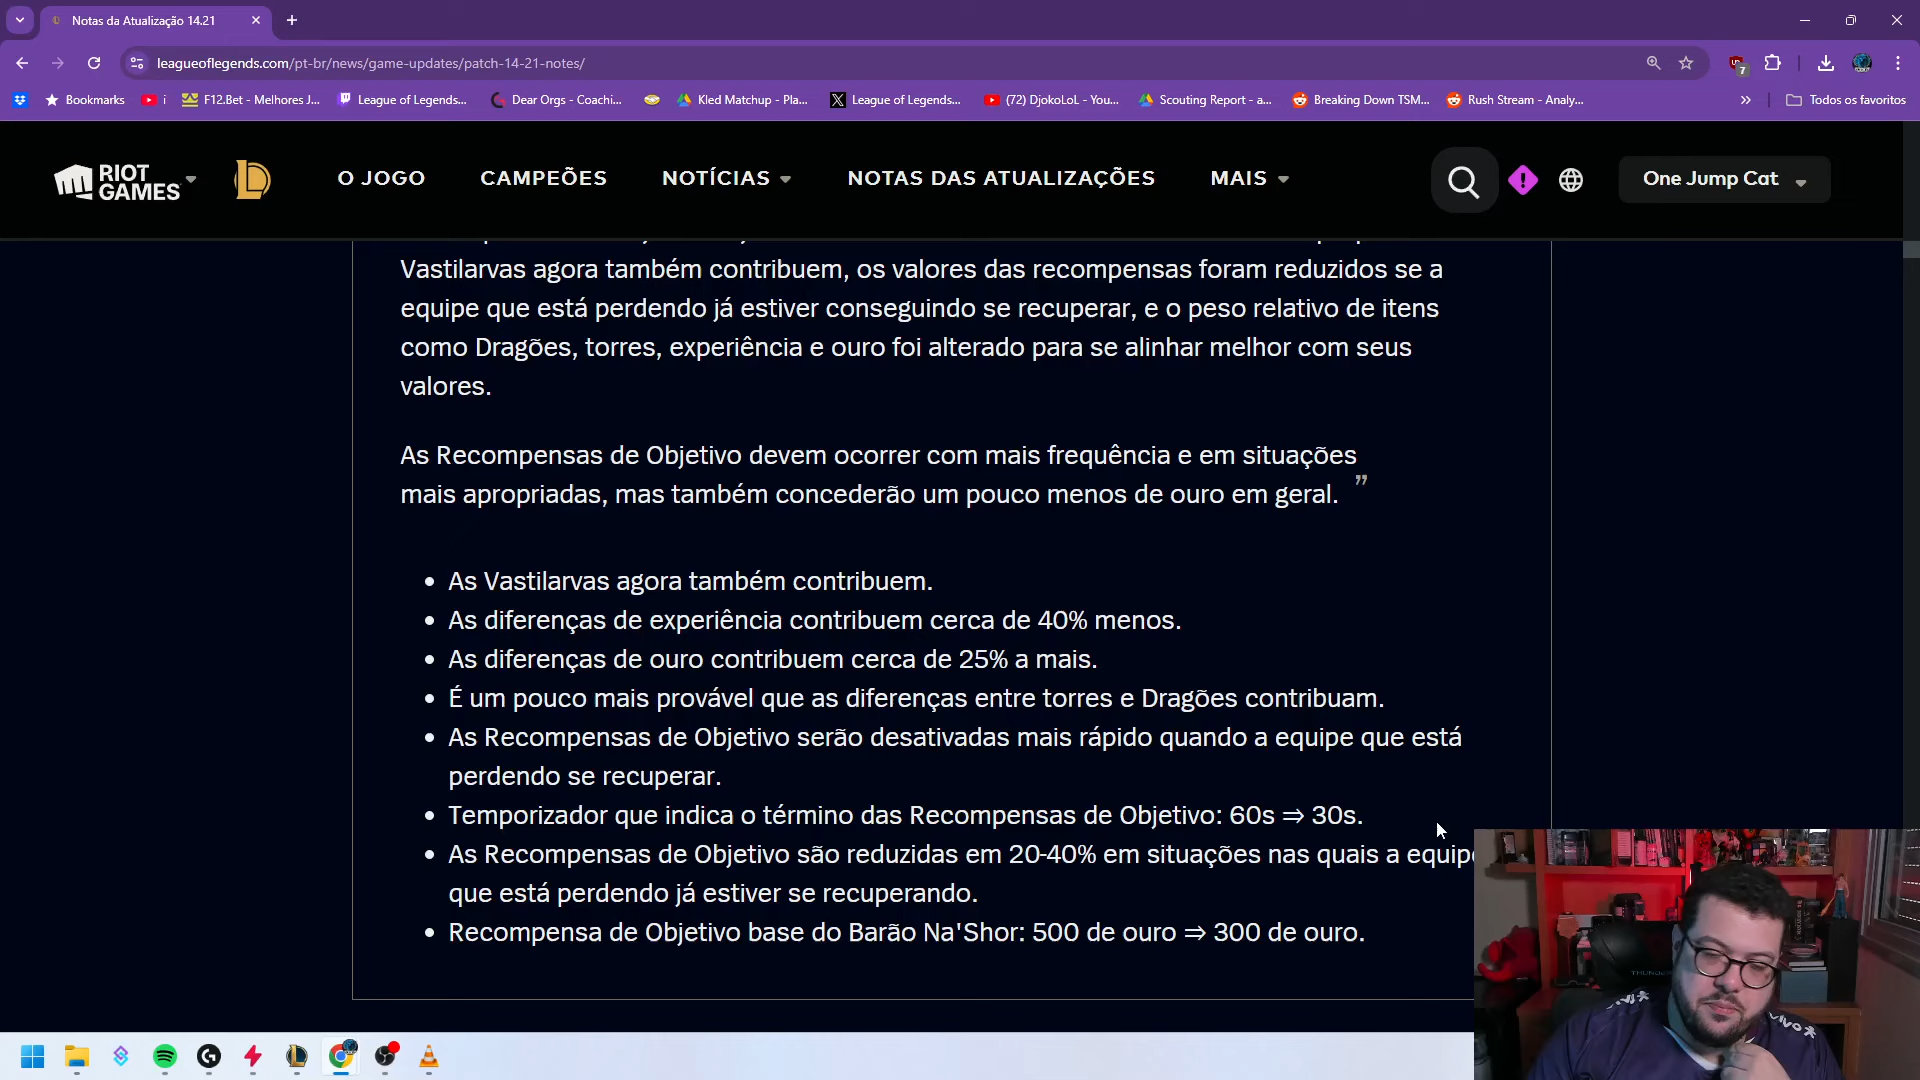 Notas da Atualização 14.21
leagueoflegends.com/pt-br/news/game-updates/patch-14-21-notes/
7
Bookmarks
i
F12.Bet - Melhores J...
League of Legends...
Dear Orgs - Coachi...
Kled Matchup - Pla...
League of Legends...
(72) DjokoLoL - You...
Scouting Report - a...
Breaking Down TSM...
Rush Stream - Analy...
Todos os favoritos
RIOT
GAMES
O JOGO
CAMPEÕES
NOTÍCIAS
NOTAS DAS ATUALIZAÇÕES
MAIS
One Jump Cat
Vastilarvas agora também contribuem, os valores das recompensas foram reduzidos se a
equipe que está perdendo já estiver conseguindo se recuperar, e o peso relativo de itens
como Dragões, torres, experiência e ouro foi alterado para se alinhar melhor com seus
valores.
As Recompensas de Objetivo devem ocorrer com mais frequência e em situações
mais apropriadas, mas também concederão um pouco menos de ouro em geral. ”
• As Vastilarvas agora também contribuem.
• As diferenças de experiência contribuem cerca de 40% menos.
• As diferenças de ouro contribuem cerca de 25% a mais.
• É um pouco mais provável que as diferenças entre torres e Dragões contribuam.
• As Recompensas de Objetivo serão desativadas mais rápido quando a equipe que está
perdendo se recuperar.
• Temporizador que indica o término das Recompensas de Objetivo: 60s ⇒ 30s.
• As Recompensas de Objetivo são reduzidas em 20-40% em situações nas quais a equipe
que está perdendo já estiver se recuperando.
• Recompensa de Objetivo base do Barão Na'Shor: 500 de ouro ⇒ 300 de ouro.
vivo